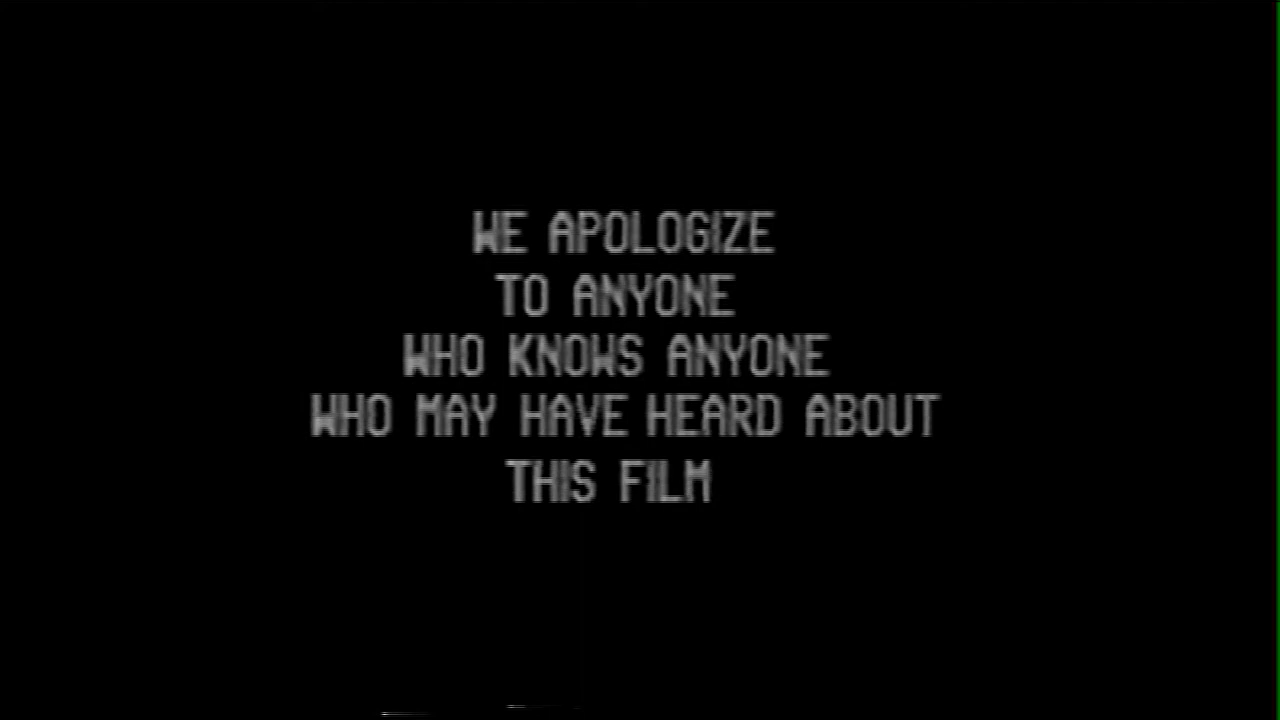 WE APOLOGIZE
TO ANYONE
WHO KNOWS ANYONE
WHO MAY HAVE HEARD ABOUT
THIS FILM